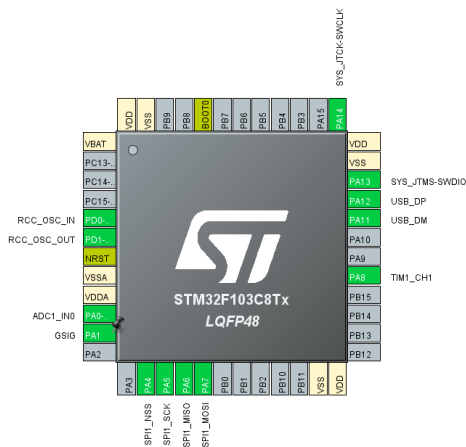 SYS_JTCK-SWCLK
VDD
VSS
PB9
PB8
BOOT0
PB7
PB6
PB5
PB4
PB3
PA15
PA14
VBAT
PC13-..
PC14-..
PC15-..
RCC_OSC_IN PD0-..
RCC_OSC_OUT PD1-..
NRST
VSSA
VDDA
ADC1_IN0 PA0-..
GSIG PA1
PA2
VDD
VSS
PA13 SYS_JTMS-SWDIO
PA12 USB_DP
PA11 USB_DM
PA10
PA9
PA8 TIM1_CH1
PB15
PB14
PB13
PB12
ST
STM32F103C8Tx
LQFP48
PA3
PA4
PA5
PA6
PA7
PB0
PB1
PB2
PB10
PB11
VSS
VDD
SPI1_NSS
SPI1_SCK
SPI1_MISO
SPI1_MOSI